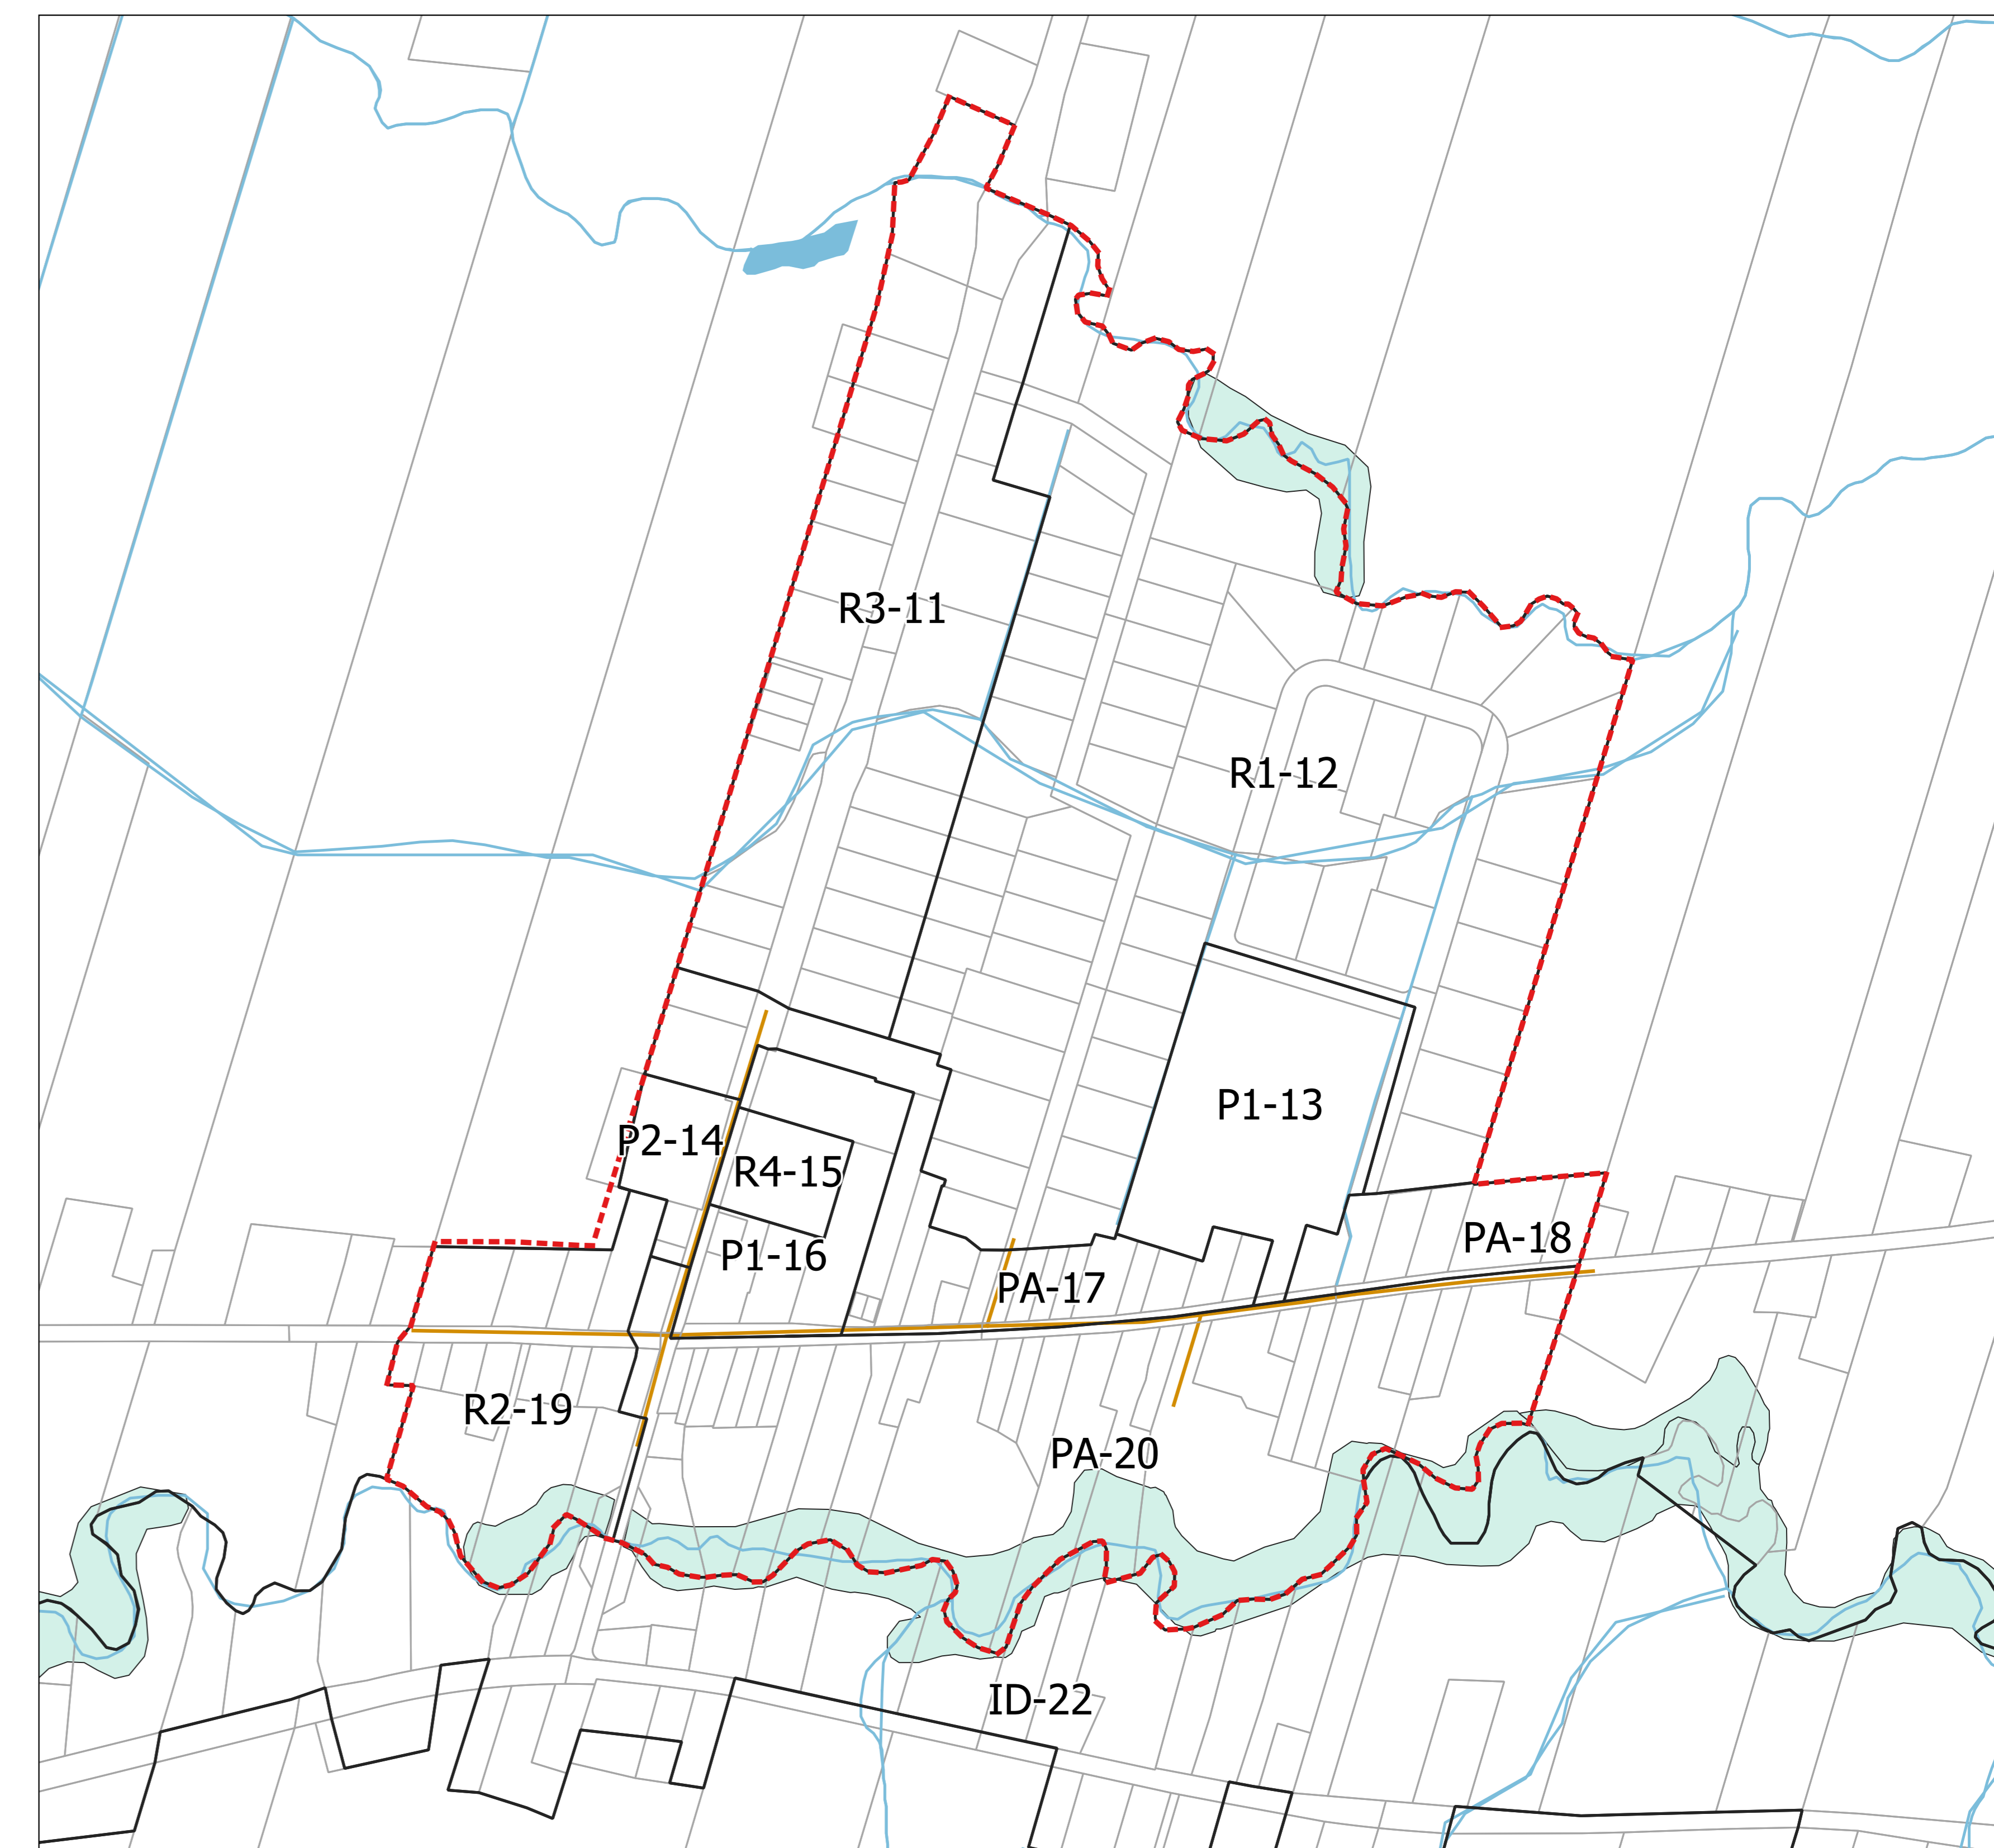 R3-11
R1-12
P1-13
P2-14
R4-15
PA-18
P1-16
PA-17
R2-19
PA-20
ID-22